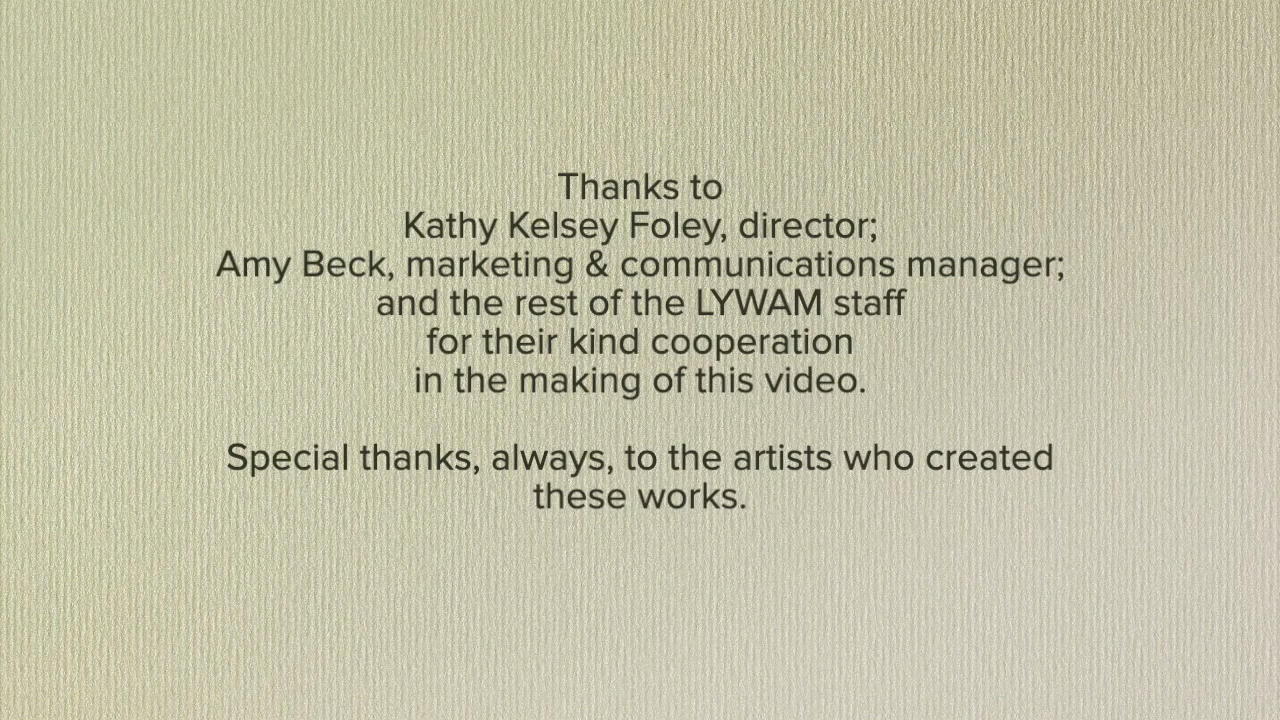 Thanks to
Kathy Kelsey Foley, director;
Amy Beck, marketing & communications manager;
and the rest of the LYWAM staff
for their kind cooperation
in the making of this video.
Special thanks, always, to the artists who created
these works.